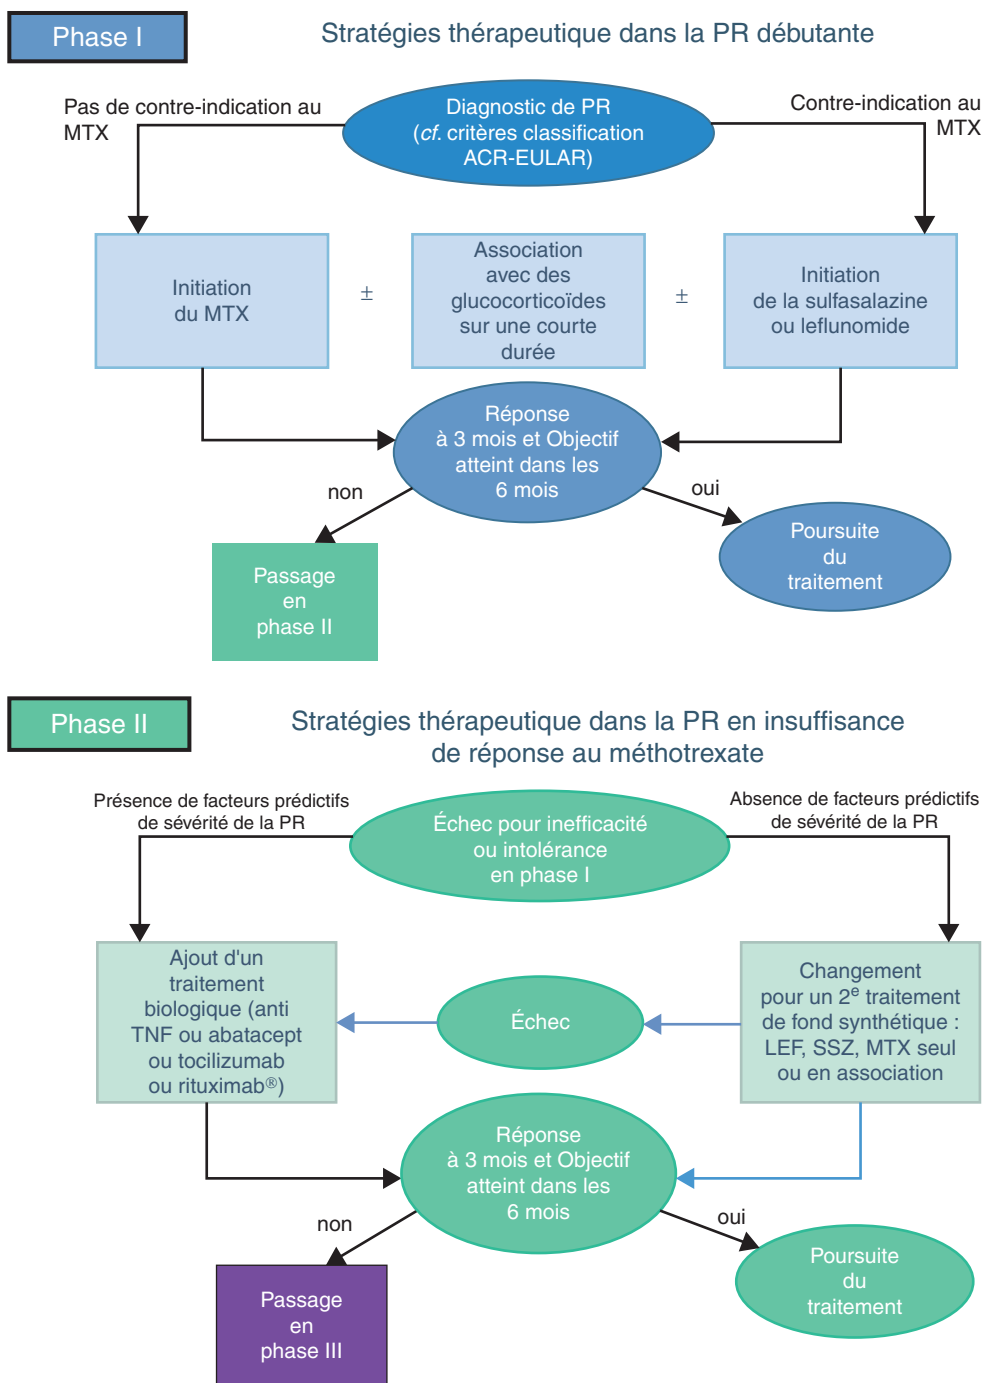 Phase I
Stratégies thérapeutique dans la PR débutante
Pas de contre-indication au
MTX
Diagnostic de PR
(cf. critères classification
ACR-EULAR)
Contre-indication au
MTX
Initiation
du MTX
±
Association
avec des
glucocorticoïdes
sur une courte
durée
±
Initiation
de la sulfasalazine
ou leflunomide
Réponse
à 3 mois et Objectif
atteint dans les
6 mois
non
oui
Passage
en
phase II
Poursuite
du
traitement
Phase II
Stratégies thérapeutique dans la PR en insuffisance
de réponse au méthotrexate
Présence de facteurs prédictifs
de sévérité de la PR
Échec pour inefficacité
ou intolérance
en phase I
Absence de facteurs prédictifs
de sévérité de la PR
Ajout d'un
traitement
biologique (anti
TNF ou abatacept
ou tocilizumab
ou rituximab®)
Échec
Changement
pour un 2e traitement
de fond synthétique :
LEF, SSZ, MTX seul
ou en association
Réponse
à 3 mois et Objectif
atteint dans les
6 mois
non
oui
Passage
en
phase III
Poursuite
du
traitement